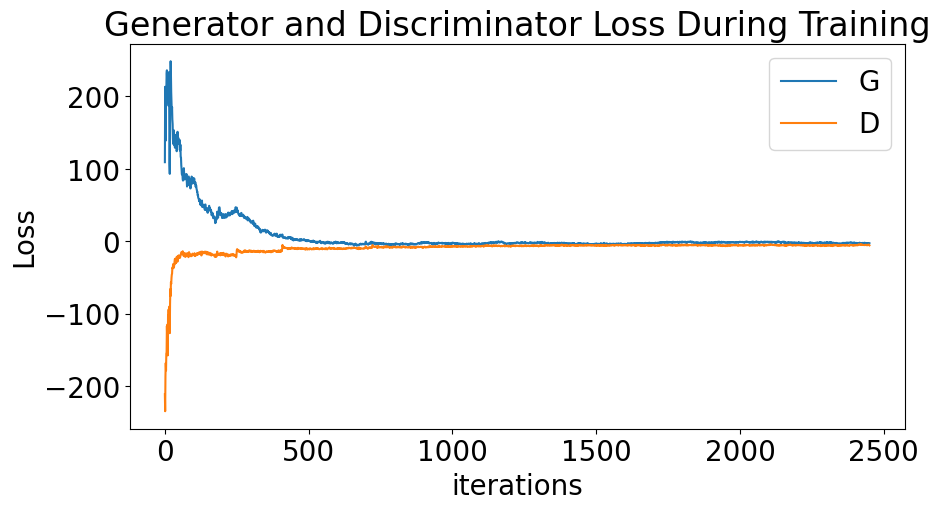 Generator and Discriminator Loss During Training
G
D
Loss
200
100
0
−100
−200
0 500 1000 1500 2000 2500
iterations